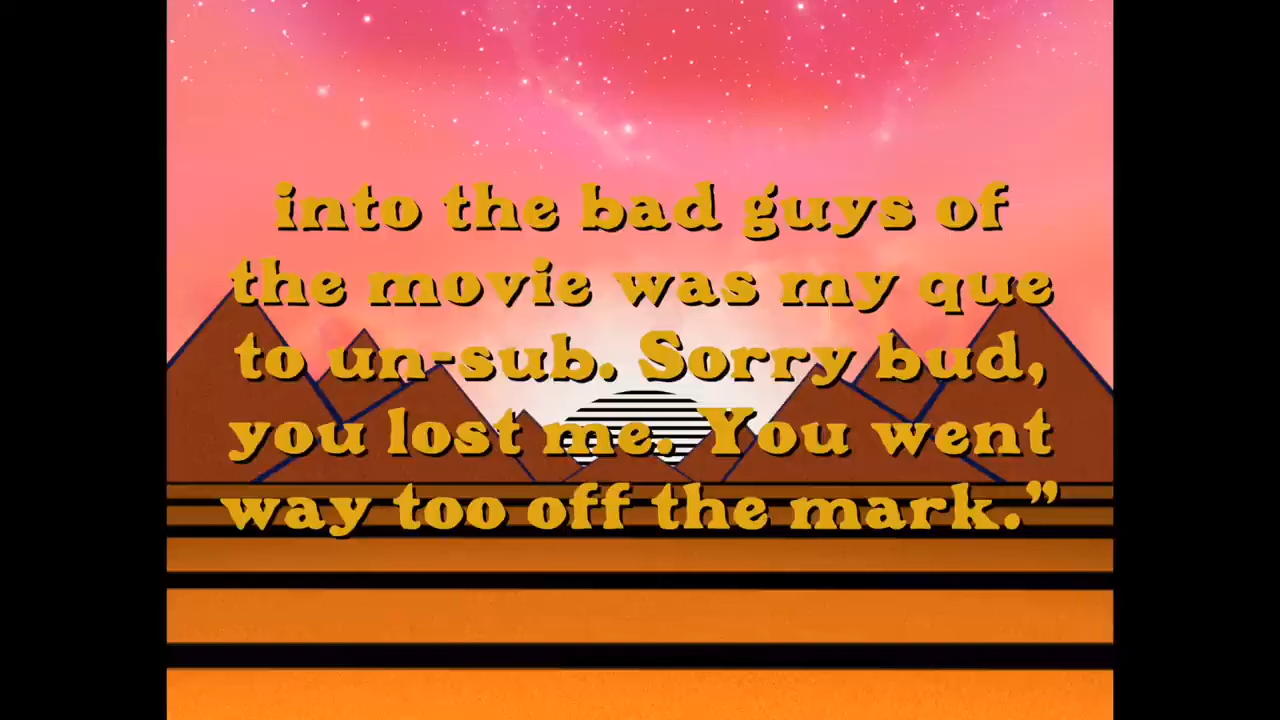 into the bad guys of
the movie was my que
to un-sub. Sorry bud,
you lost me. You went
way too off the mark.”